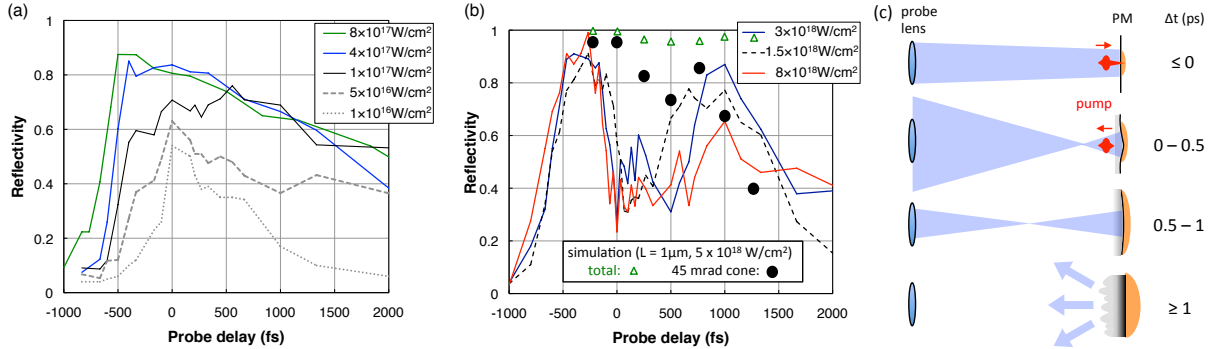 (a)
8×10¹⁷W/cm²
4×10¹⁷W/cm²
1×10¹⁷W/cm²
5×10¹⁶W/cm²
1×10¹⁶W/cm²
Reflectivity
1
0.8
0.6
0.4
0.2
0
-1000 -500 0 500 1000 1500 2000
Probe delay (fs)
(b)
3×10¹⁸W/cm²
1.5×10¹⁸W/cm²
8×10¹⁸W/cm²
Reflectivity
1
0.8
0.6
0.4
0.2
0
simulation (L = 1μm, 5 x 10¹⁸ W/cm²)
total: 45 mrad cone:
-1000 -500 0 500 1000 1500 2000
Probe delay (fs)
(c)
probe
lens
PM
Δt (ps)
≤ 0
pump
0 – 0.5
0.5 – 1
≥ 1